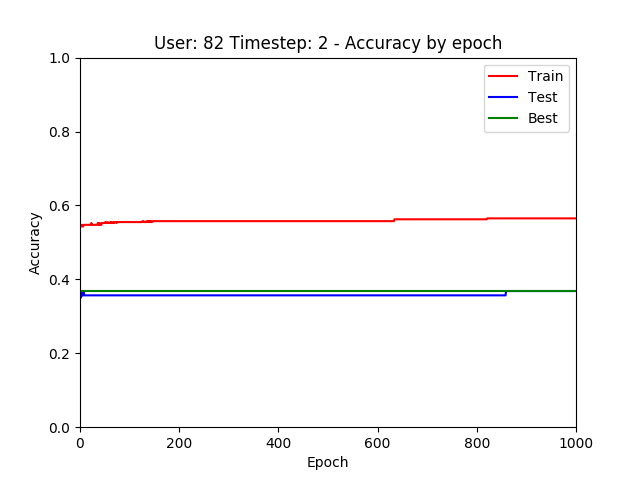 User: 82 Timestep: 2 - Accuracy by epoch
1.0
0.8
0.6
0.4
0.2
0.0
Accuracy
Train
Test
Best
0 200 400 600 800 1000
Epoch